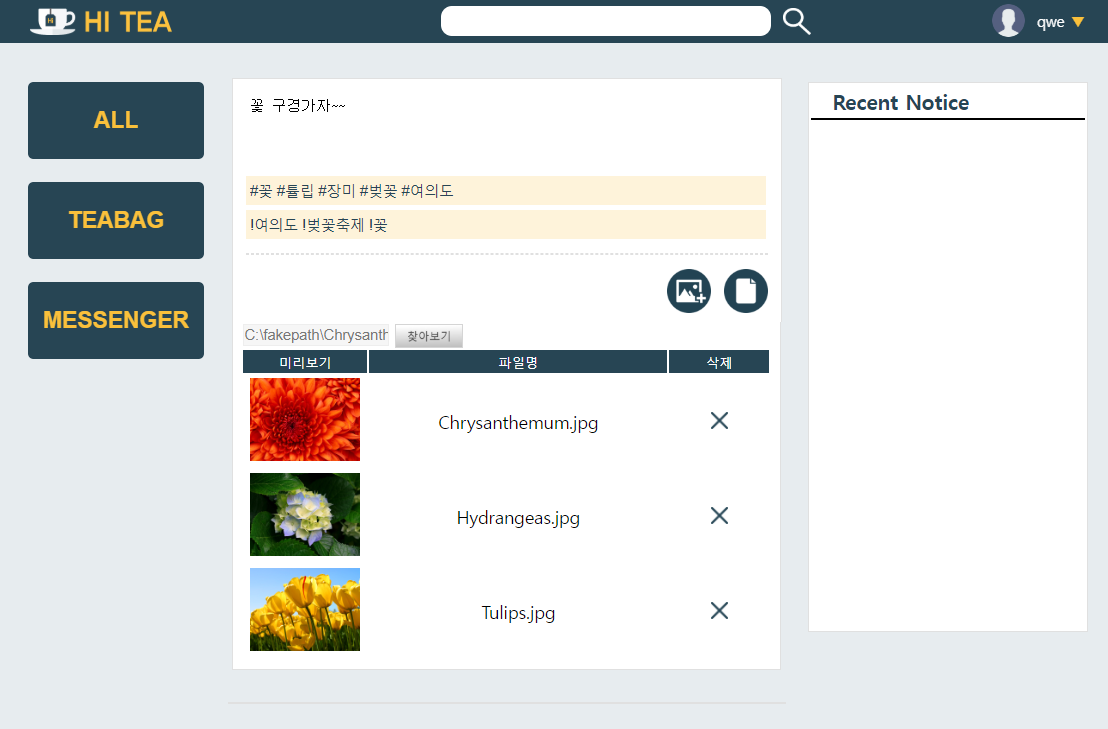 HI TEA
qwe
ALL
TEABAG
MESSENGER
꽃 구경가자~~
#꽃 #튤립 #장미 #벚꽃 #여의도
!여의도 !벚꽃축제 !꽃
C:\fakepath\Chrysanth
찾아보기
미리보기 파일명 삭제
Chrysanthemum.jpg
Hydrangeas.jpg
Tulips.jpg
Recent Notice